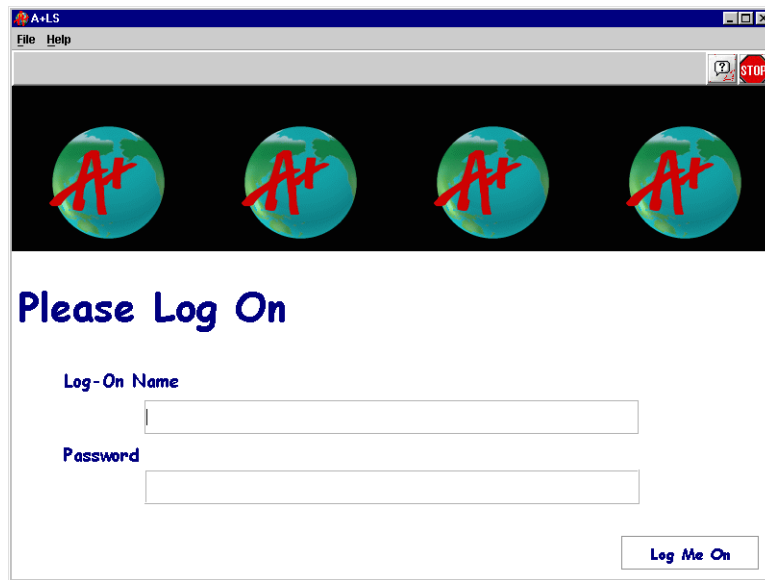 A+LS
File Help
? STOP
A+ A+ A+ A+
Please Log On
Log-On Name
Password
Log Me On